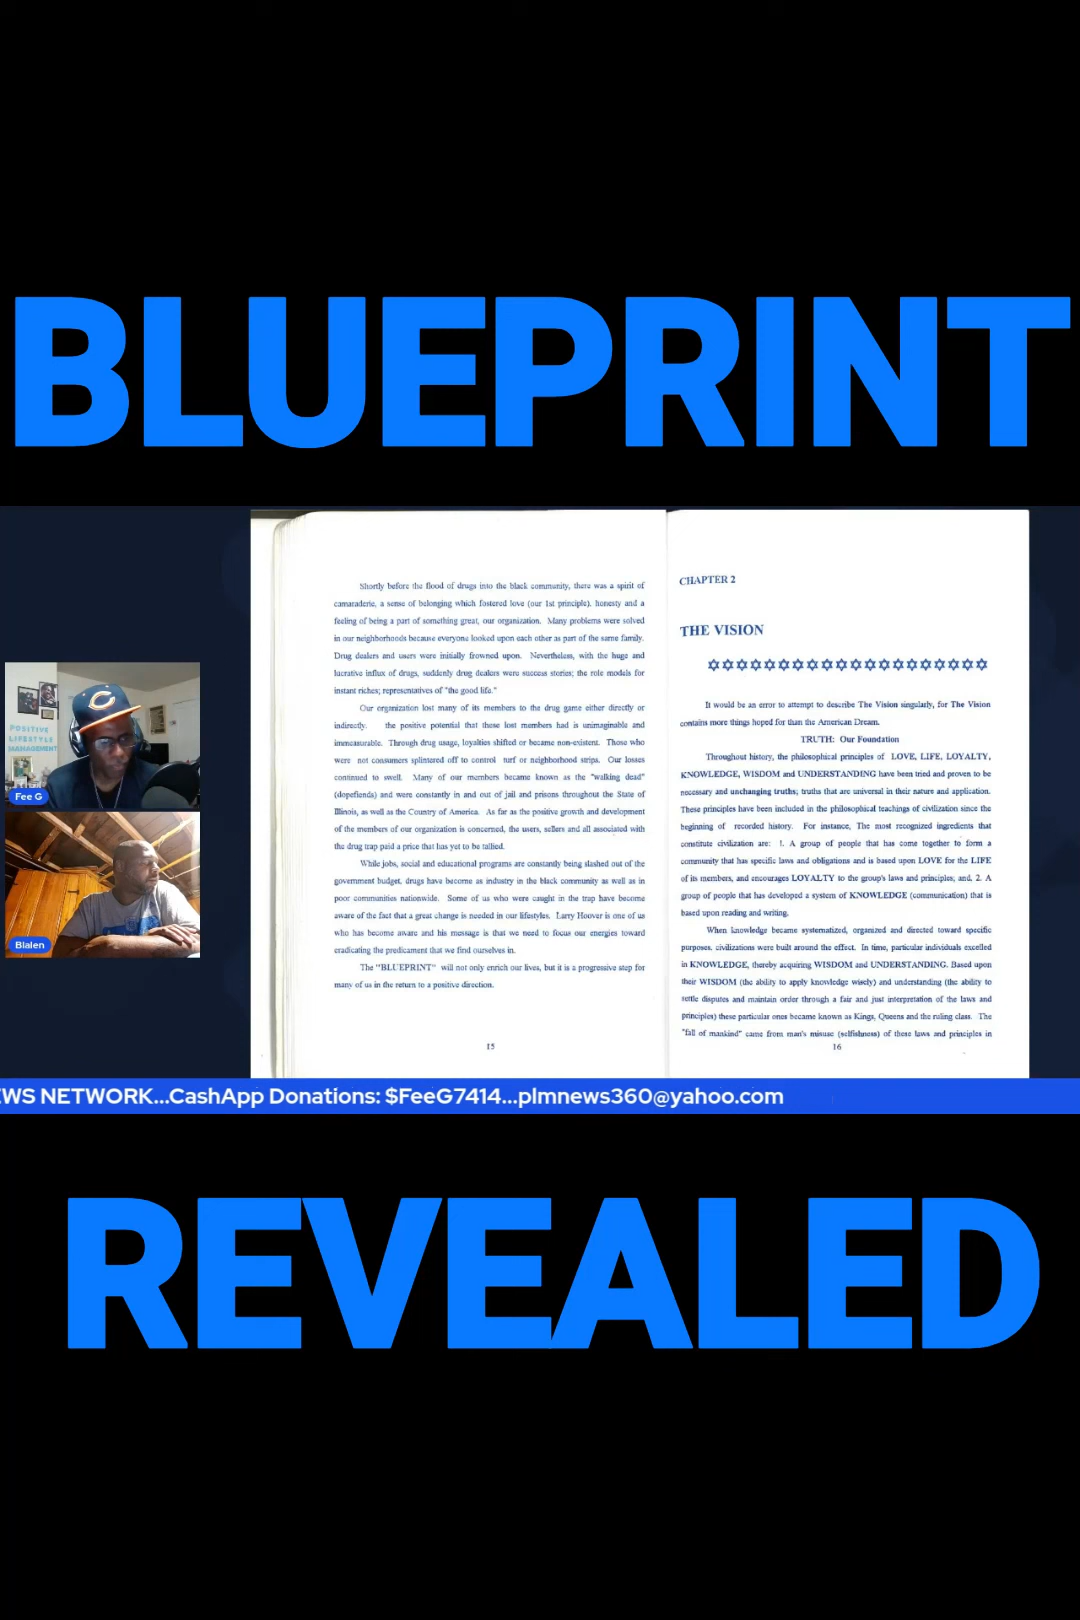 BLUEPRINT
Shortly before the flood of drugs into the black community, there was a spirit of
camaraderie, a sense of belonging which fostered love (our 1st principle), honesty and a
feeling of being a part of something great, our organization. Many problems were solved
in our neighborhoods because everyone looked upon each other as part of the same family.
Drug dealers and users were initially frowned upon. Nevertheless, with the huge and
lucrative influx of drugs, suddenly drug dealers were success stories; the role models for
instant riches; representatives of "the good life."
Our organization lost many of its members to the drug game either directly or
indirectly. the positive potential that these lost members had is unimaginable and
immeasurable. Through drug usage, loyalties shifted or became non-existent. Those who
were not consumers splintered off to control turf or neighborhood strips. Our losses
continued to swell. Many of our members became known as the "walking dead"
(dopefiends) and were constantly in and out of jail and prisons throughout the State of
Illinois, as well as the Country of America. As far as the positive growth and development
of the members of our organization is concerned, the users, sellers and all associated with
the drug trap paid a price that has yet to be tallied.
While jobs, social and educational programs are constantly being slashed out of the
government budget, drugs have become as industry in the black community as well as in
poor communities nationwide. Some of us who were caught in the trap have become
aware of the fact that a great change is needed in our lifestyles. Larry Hoover is one of us
who has become aware and his message is that we need to focus our energies toward
eradicating the predicament that we find ourselves in.
The "BLUEPRINT" will not only enrich our lives, but it is a progressive step for
many of us in the return to a positive direction.
15
CHAPTER 2
THE VISION
✡✡✡✡✡✡✡✡✡✡✡✡✡✡✡✡✡✡✡✡
It would be an error to attempt to describe The Vision singularly, for The Vision
contains more things hoped for than the American Dream.
TRUTH: Our Foundation
Throughout history, the philosophical principles of LOVE, LIFE, LOYALTY,
KNOWLEDGE, WISDOM and UNDERSTANDING have been tried and proven to be
necessary and unchanging truths; truths that are universal in their nature and application.
These principles have been included in the philosophical teachings of civilization since the
beginning of recorded history. For instance, The most recognized ingredients that
constitute civilization are: 1. A group of people that has come together to form a
community that has specific laws and obligations and is based upon LOVE for the LIFE
of its members, and encourages LOYALTY to the group's laws and principles; and, 2. A
group of people that has developed a system of KNOWLEDGE (communication) that is
based upon reading and writing.
When knowledge became systematized, organized and directed toward specific
purposes, civilizations were built around the effect. In time, particular individuals excelled
in KNOWLEDGE, thereby acquiring WISDOM and UNDERSTANDING. Based upon
their WISDOM (the ability to apply knowledge wisely) and understanding (the ability to
settle disputes and maintain order through a fair and just interpretation of the laws and
principles) these particular ones became known as Kings, Queens and the ruling class. The
"fall of mankind" came from man's misuse (selfishness) of these laws and principles in
16
POSITIVE
LIFESTYLE
MANAGEMENT
Fee G
Blalen
EWS NETWORK...CashApp Donations: $FeeG7414...plmnews360@yahoo.com
REVEALED